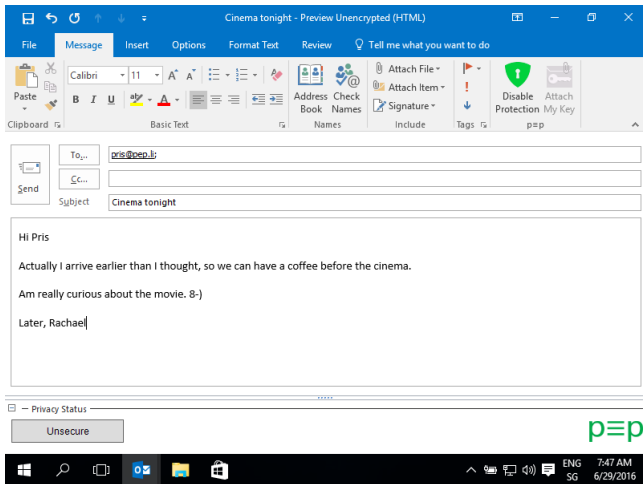 Cinema tonight - Preview Unencrypted (HTML)
File Message Insert Options Format Text Review Tell me what you want to do
Paste
Calibri 11 A A
B I U aby A
Address Book
Check Names
Attach File
Attach Item
Signature
Disable Protection
Attach My Key
Clipboard Basic Text Names Include Tags p≡p
Send
To... pris@pep.li;
Cc...
Subject Cinema tonight
Hi Pris
Actually I arrive earlier than I thought, so we can have a coffee before the cinema.
Am really curious about the movie. 8-)
Later, Rachael
Privacy Status
Unsecure
p≡p
ENG 7:47 AM
SG 6/29/2016